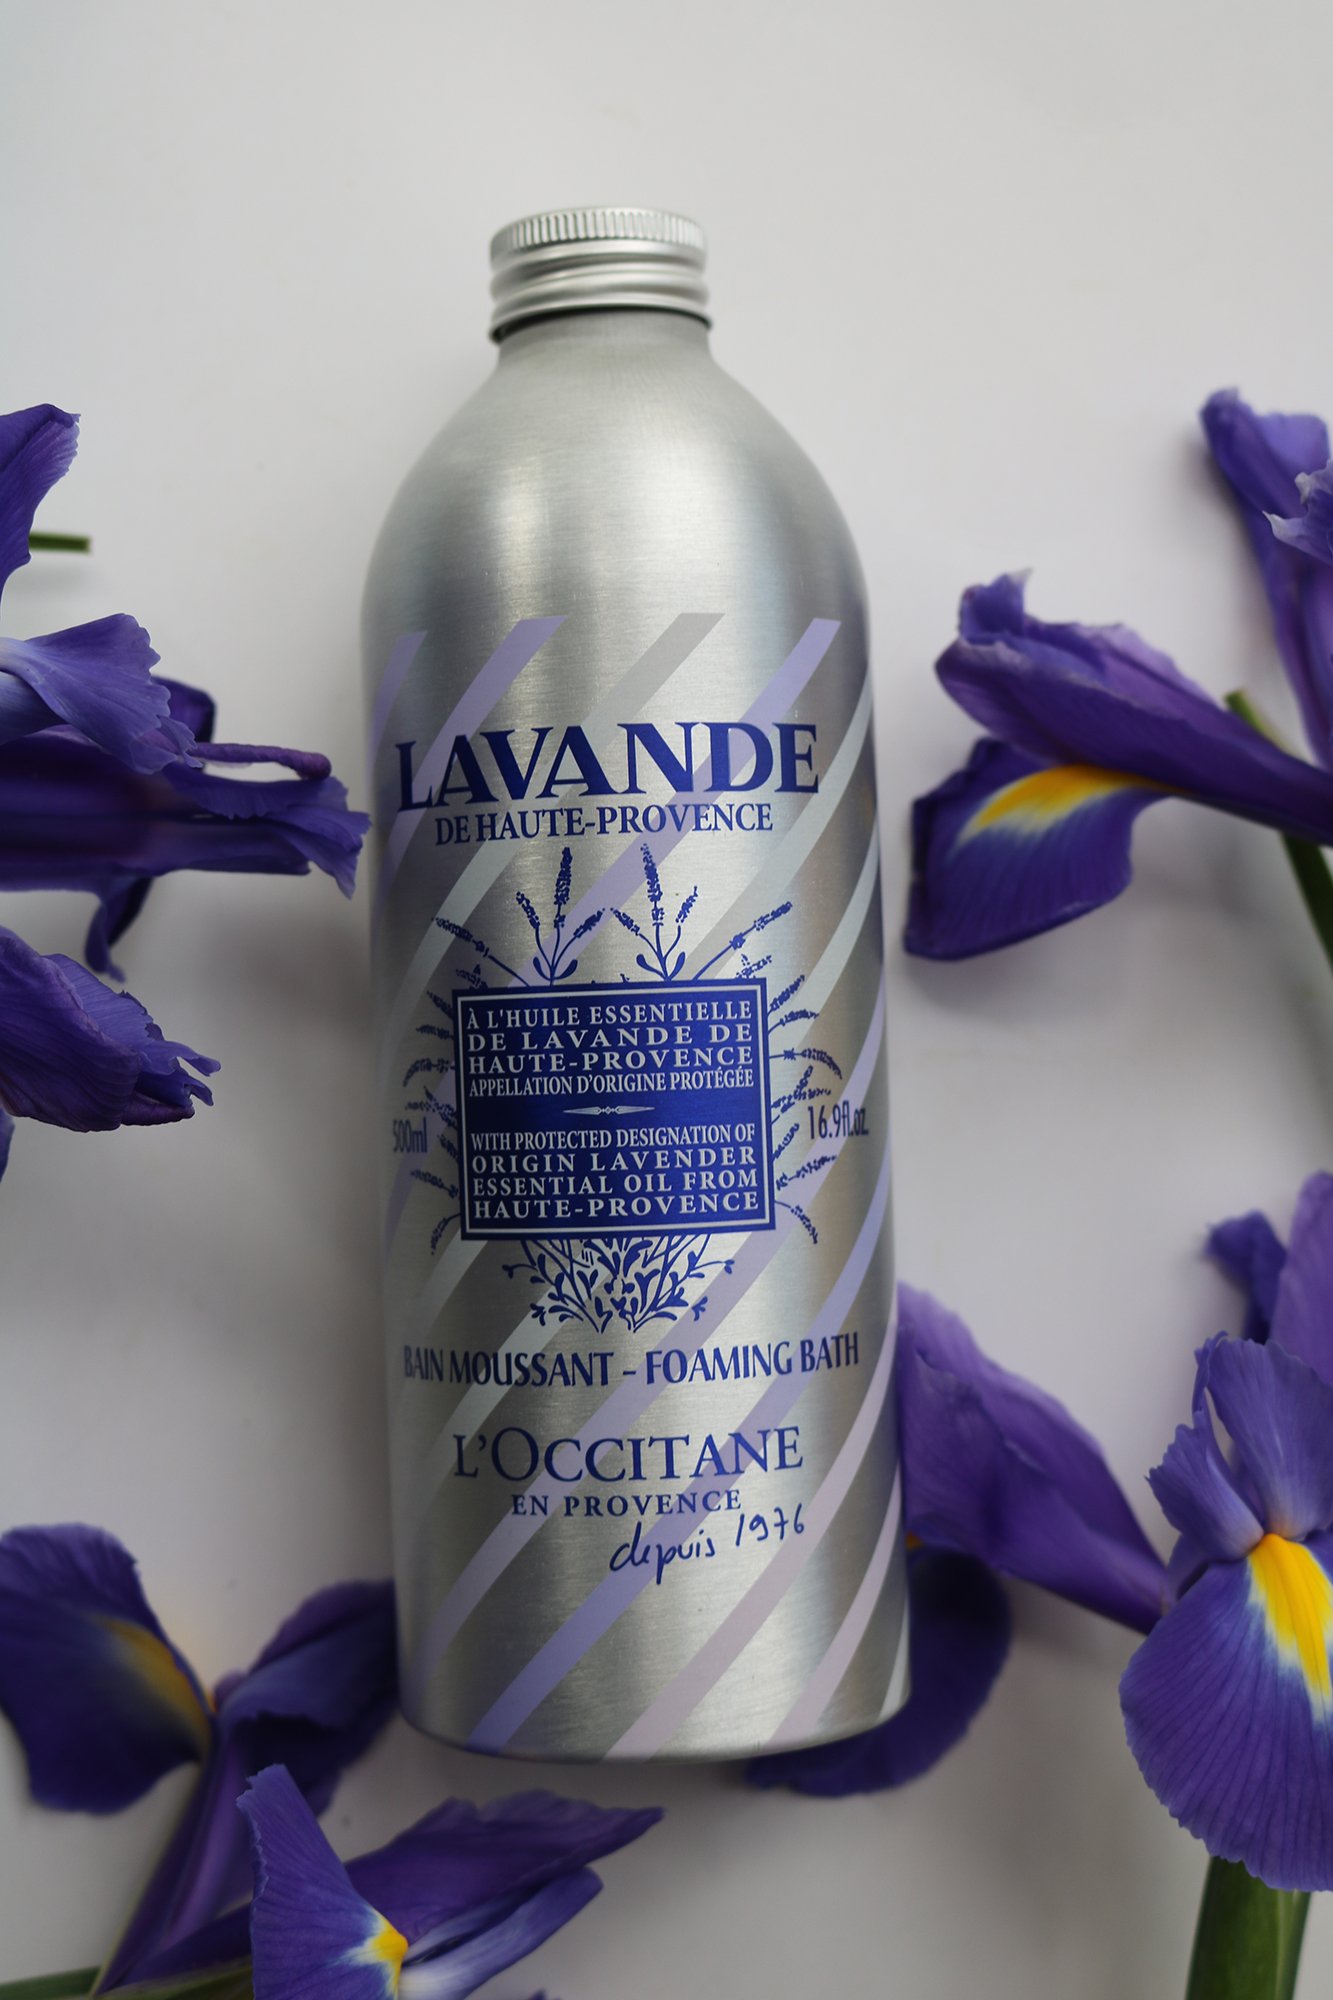 LAVANDE
DE HAUTE-PROVENCE
À L'HUILE ESSENTIELLE
DE LAVANDE DE
HAUTE-PROVENCE
APPELLATION D'ORIGINE PROTÉGÉE
WITH PROTECTED DESIGNATION OF
ORIGIN LAVENDER
ESSENTIAL OIL FROM
HAUTE-PROVENCE
500ml
16.9fl.oz.
BAIN MOUSSANT - FOAMING BATH
L'OCCITANE
EN PROVENCE
depuis 1976